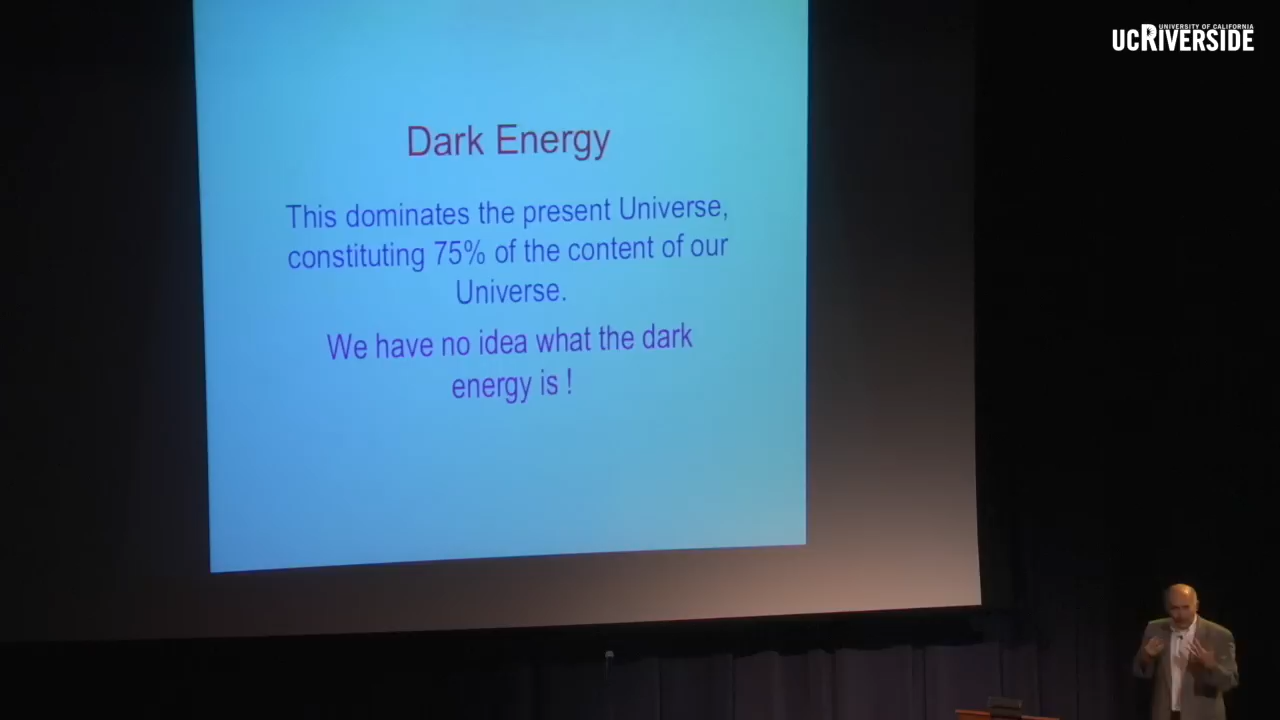 UNIVERSITY OF CALIFORNIA
UCRIVERSIDE
Dark Energy
This dominates the present Universe,
constituting 75% of the content of our
Universe.
We have no idea what the dark
energy is !